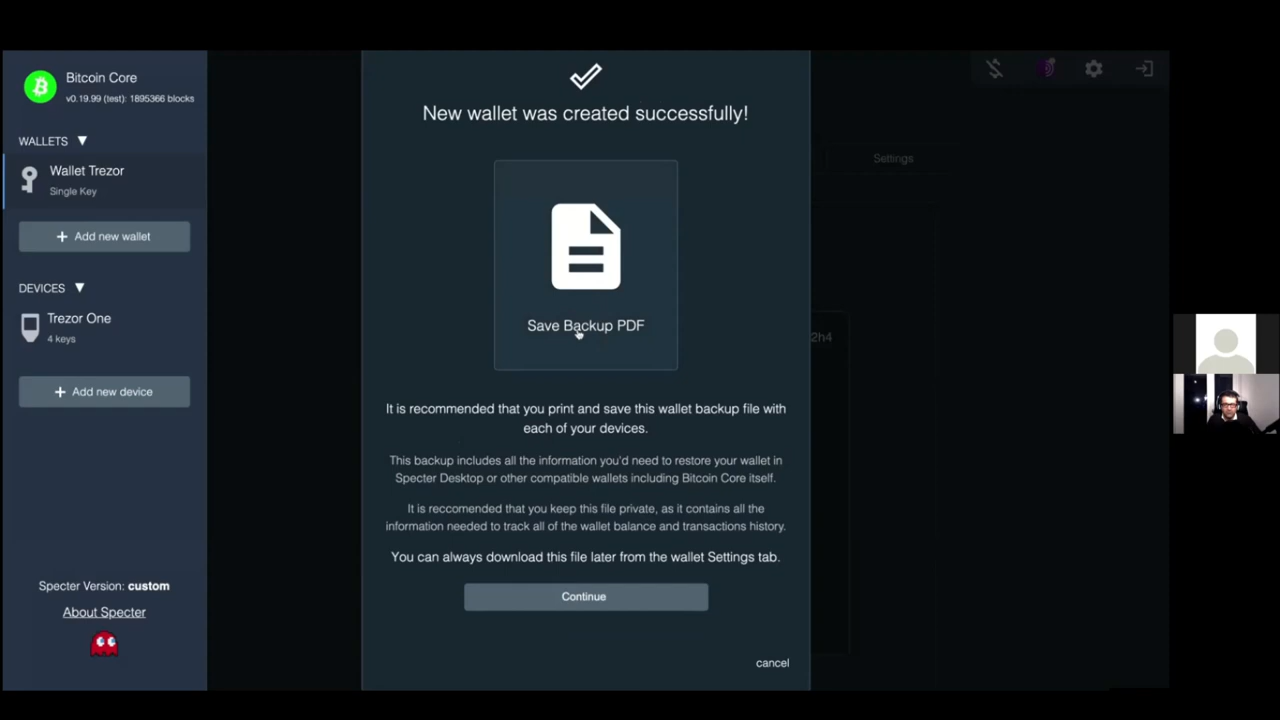 Bitcoin Core
v0.19.99 (test): 1895366 blocks
WALLETS ▼
Wallet Trezor
Single Key
+ Add new wallet
DEVICES ▼
Trezor One
4 keys
+ Add new device
Specter Version: custom
About Specter
New wallet was created successfully!
Save Backup PDF
It is recommended that you print and save this wallet backup file with
each of your devices.
This backup includes all the information you'd need to restore your wallet in
Specter Desktop or other compatible wallets including Bitcoin Core itself.
It is reccommended that you keep this file private, as it contains all the
information needed to track all of the wallet balance and transactions history.
You can always download this file later from the wallet Settings tab.
Continue
cancel
Settings
2h4